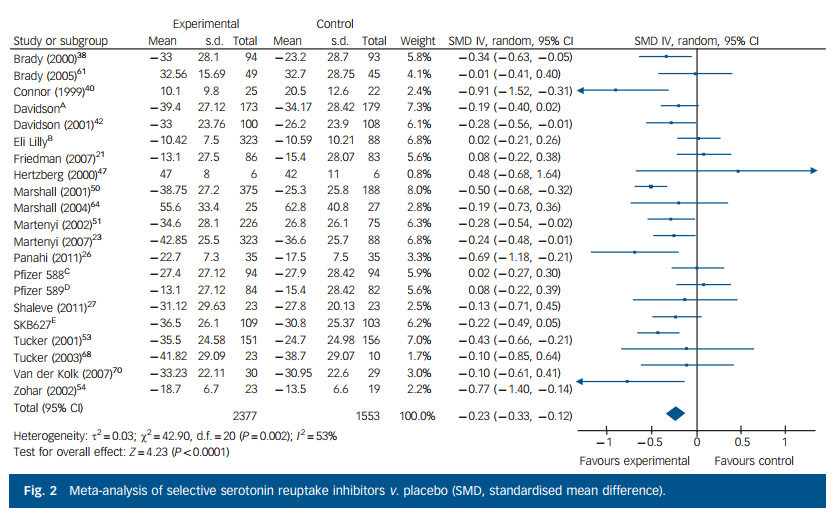 Experimental Control
Study or subgroup Mean s.d. Total Mean s.d. Total Weight SMD IV, random, 95% CI SMD IV, random, 95% CI
Brady (2000)38 −33 28.1 94 −23.2 28.7 93 5.8% −0.34 (−0.63, −0.05)
Brady (2005)61 32.56 15.69 49 32.7 28.75 45 4.1% −0.01 (−0.41, 0.40)
Connor (1999)40 10.1 9.8 25 20.5 12.6 22 2.3% −0.91 (−1.52, −0.31)
DavidsonA −39.4 27.12 173 −34.17 28.42 179 7.4% −0.19 (−0.40, 0.02)
Davidson (2001)42 −33 23.76 100 −26.2 23.9 108 6.1% −0.28 (−0.56, −0.01)
Eli LillyB −10.42 7.5 323 −10.59 10.21 88 6.8% 0.02 (−0.21, 0.26)
Friedman (2007)21 −13.1 27.5 86 −15.4 28.07 83 5.6% 0.08 (−0.22, 0.38)
Hertzberg (2000)47 47 8 6 42 11 6 0.8% 0.48 (−0.68, 1.64)
Marshall (2001)50 −38.75 27.2 375 −25.3 25.8 188 8.0% −0.50 (−0.68, −0.32)
Marshall (2004)64 55.6 33.4 25 62.8 40.8 27 2.7% −0.19 (−0.73, 0.36)
Martenyi (2002)51 −34.6 28.1 226 26.8 26.1 75 6.3% −0.28 (−0.54, −0.02)
Martenyi (2007)23 −42.85 25.5 323 −36.6 25.7 88 6.8% −0.24 (−0.48, −0.01)
Panahi (2011)26 −22.7 7.3 35 −17.5 7.5 35 3.3% −0.69 (−1.18, −0.21)
Pfizer 588C −27.4 27.12 94 −27.9 28.42 94 5.9% 0.02 (−0.27, 0.30)
Pfizer 589D −13.1 27.12 84 −15.4 28.42 82 5.6% 0.08 (−0.22, 0.39)
Shaleve (2011)27 −31.12 29.63 23 −27.8 20.13 23 2.5% −0.13 (−0.71, 0.45)
SKB627E −36.5 26.1 109 −30.8 25.37 103 6.2% −0.22 (−0.49, 0.05)
Tucker (2001)53 −35.5 24.58 151 −24.7 24.98 156 7.0% −0.43 (−0.66, −0.21)
Tucker (2003)68 −41.82 29.09 23 −38.7 29.07 10 1.7% −0.10 (−0.85, 0.64)
Van der Kolk (2007)70 −33.23 22.11 30 −30.95 22.6 29 3.0% −0.10 (−0.61, 0.41)
Zohar (2002)54 −18.7 6.7 23 −13.5 6.6 19 2.2% −0.77 (−1.40, −0.14)
Total (95% CI) 2377 1553 100.0% −0.23 (−0.33, −0.12)
Heterogeneity: τ2 = 0.03; χ2 = 42.90, d.f. = 20 (P = 0.002); I2 = 53%
Test for overall effect: Z = 4.23 (P < 0.0001)
−1 −0.5 0 0.5 1
Favours experimental Favours control
Fig. 2 Meta-analysis of selective serotonin reuptake inhibitors v. placebo (SMD, standardised mean difference).